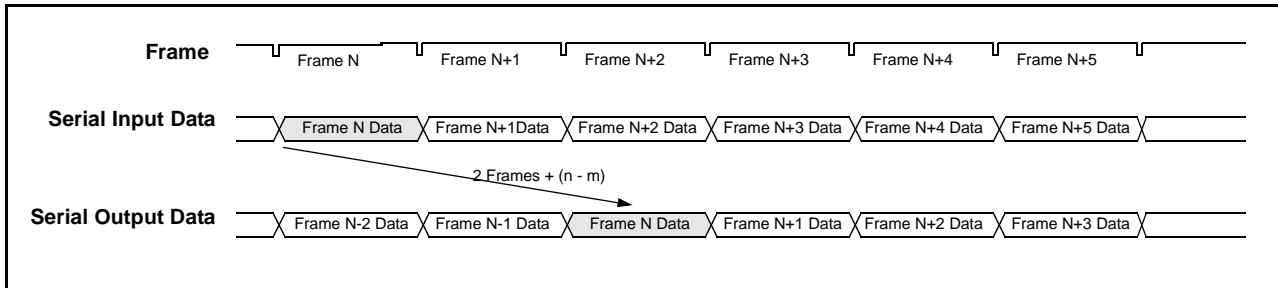 Frame
Frame N Frame N+1 Frame N+2 Frame N+3 Frame N+4 Frame N+5
Serial Input Data
Frame N Data Frame N+1Data Frame N+2 Data Frame N+3 Data Frame N+4 Data Frame N+5 Data
2 Frames + (n - m)
Serial Output Data
Frame N-2 Data Frame N-1 Data Frame N Data Frame N+1 Data Frame N+2 Data Frame N+3 Data